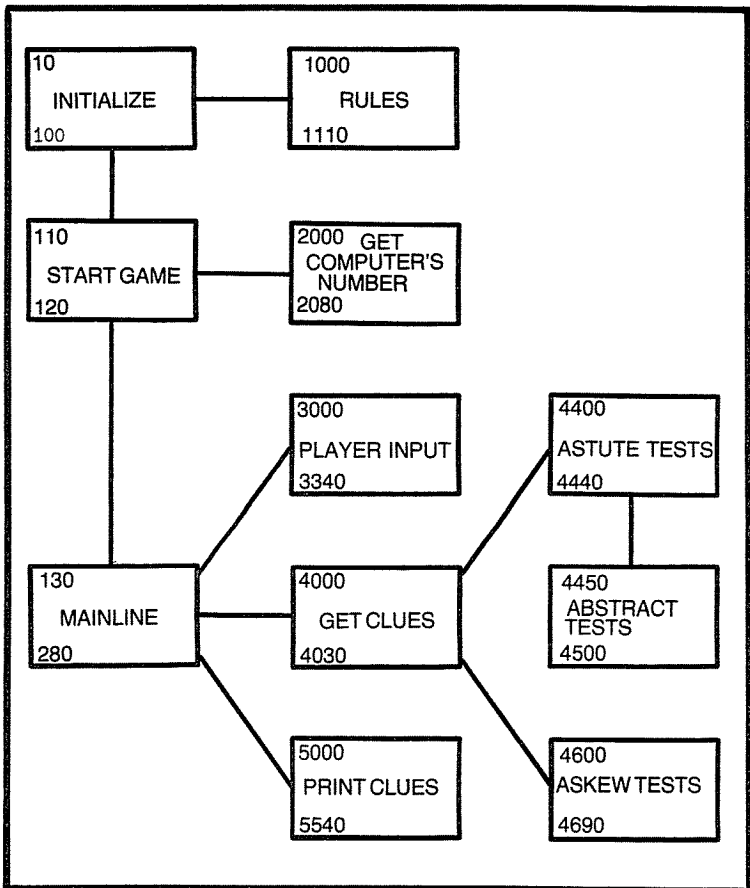 10
INITIALIZE
100
1000
RULES
1110
110
START GAME
120
2000 GET
COMPUTER'S
NUMBER
2080
3000
PLAYER INPUT
3340
4400
ASTUTE TESTS
4440
130
MAINLINE
280
4000
GET CLUES
4030
4450
ABSTRACT
TESTS
4500
5000
PRINT CLUES
5540
4600
ASKEW TESTS
4690